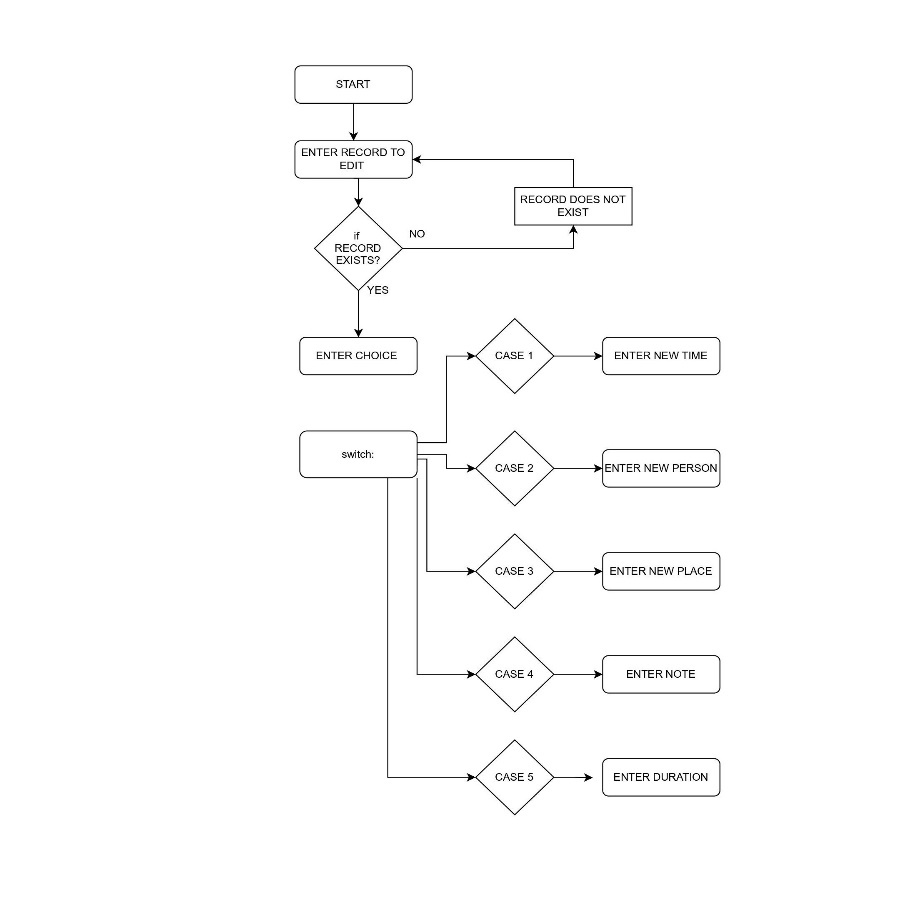 START
ENTER RECORD TO
EDIT
RECORD DOES NOT
EXIST
if
RECORD
EXISTS?
NO
YES
ENTER CHOICE
CASE 1
ENTER NEW TIME
switch:
CASE 2
ENTER NEW PERSON
CASE 3
ENTER NEW PLACE
CASE 4
ENTER NOTE
CASE 5
ENTER DURATION